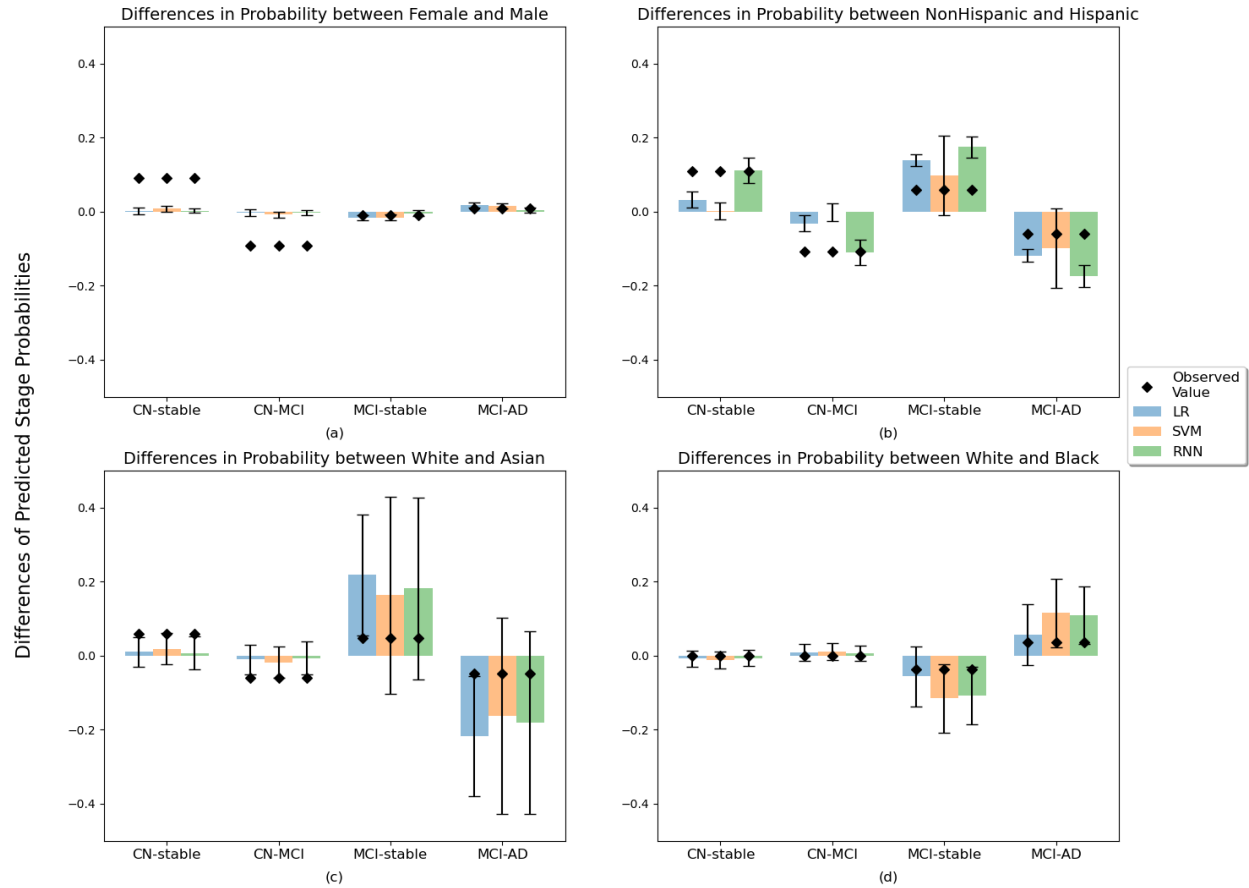 Differences in Probability between Female and Male
Differences in Probability between NonHispanic and Hispanic
Differences of Predicted Stage Probabilities
0.4
0.2
0.0
−0.2
−0.4
CN-stable CN-MCI MCI-stable MCI-AD
(a)
0.4
0.2
0.0
−0.2
−0.4
CN-stable CN-MCI MCI-stable MCI-AD
(b)
Observed
Value
LR
SVM
RNN
Differences in Probability between White and Asian
0.4
0.2
0.0
−0.2
−0.4
CN-stable CN-MCI MCI-stable MCI-AD
(c)
Differences in Probability between White and Black
0.4
0.2
0.0
−0.2
−0.4
CN-stable CN-MCI MCI-stable MCI-AD
(d)